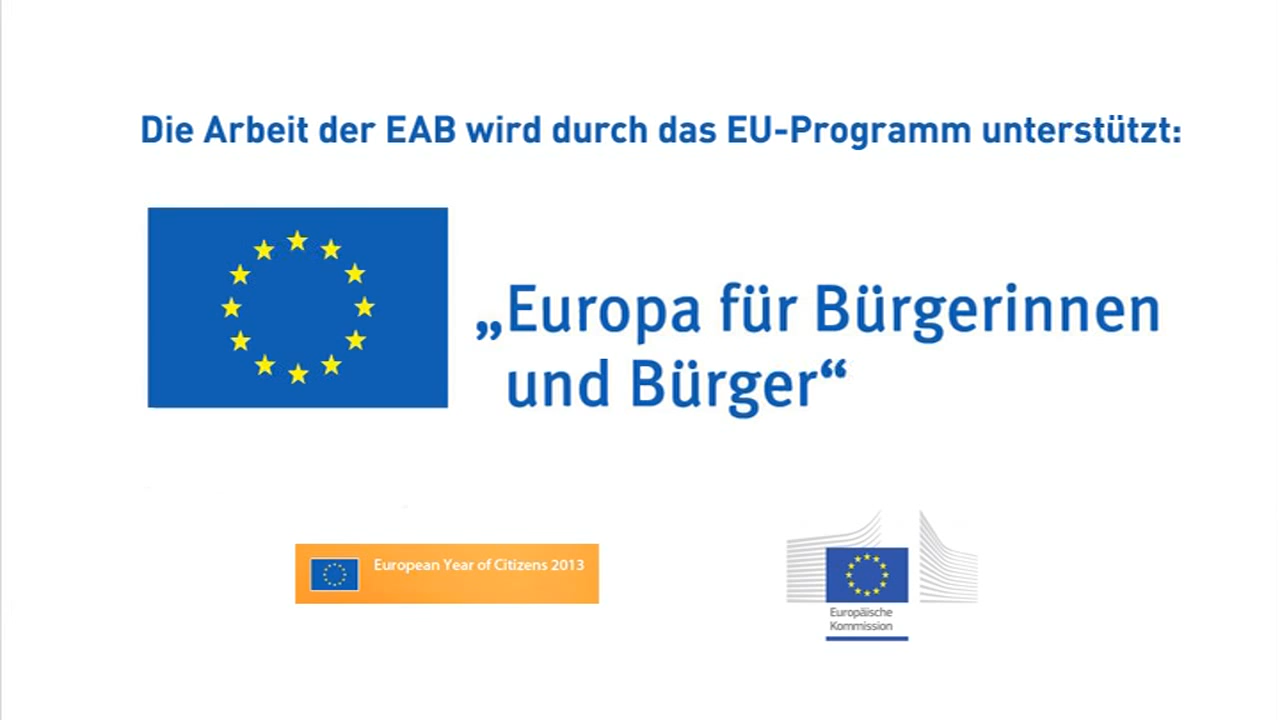 Die Arbeit der EAB wird durch das EU-Programm unterstützt:
„Europa für Bürgerinnen
und Bürger“
European Year of Citizens 2013
Europäische
Kommission